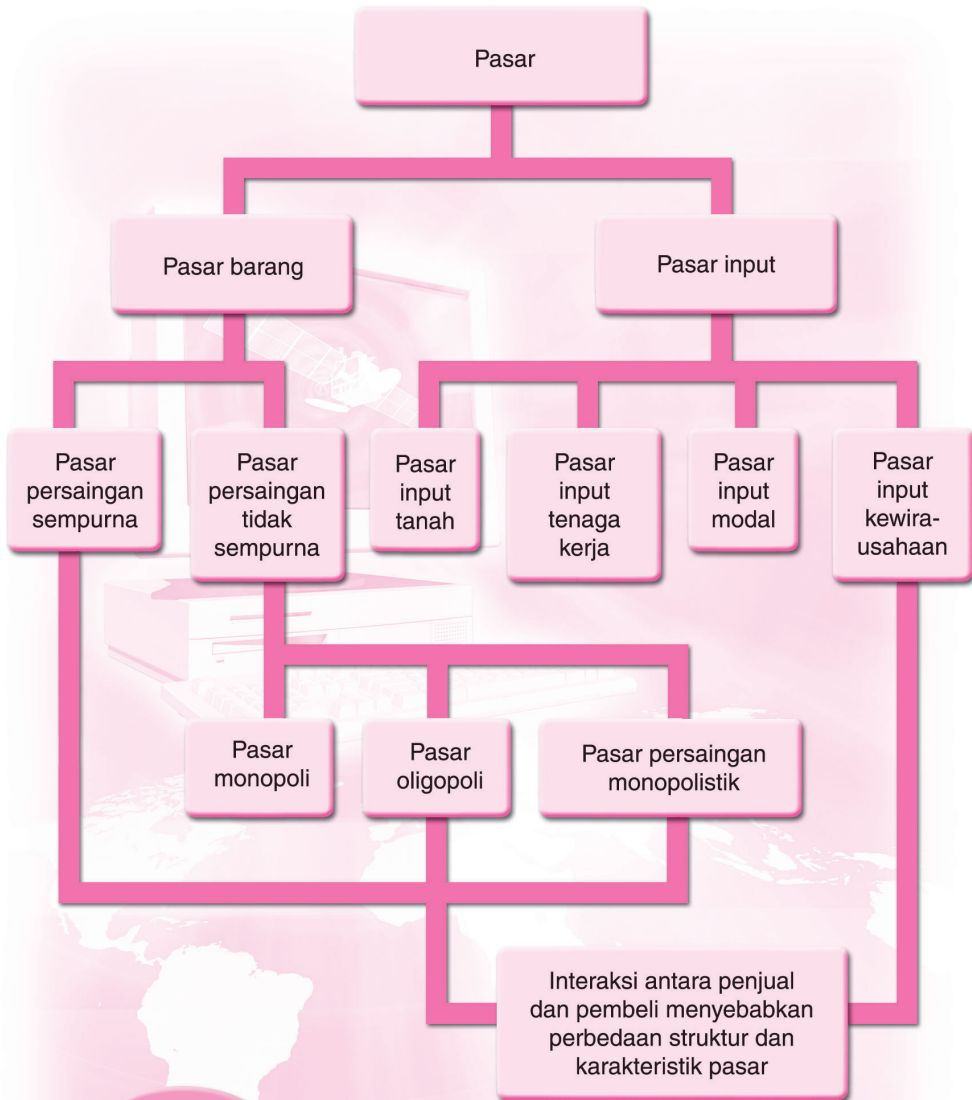 Pasar
Pasar barang
Pasar input
Pasar
persaingan
sempurna
Pasar
persaingan
tidak
sempurna
Pasar
input
tanah
Pasar
input
tenaga
kerja
Pasar
input
modal
Pasar
input
kewira-
usahaan
Pasar
monopoli
Pasar
oligopoli
Pasar persaingan
monopolistik
Interaksi antara penjual
dan pembeli menyebabkan
perbedaan struktur dan
karakteristik pasar